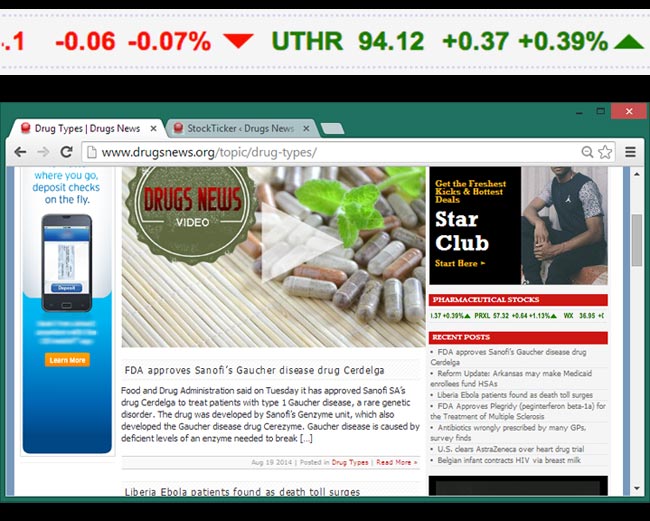 .1 -0.06 -0.07% UTHR 94.12 +0.37 +0.39%
Drug Types | Drugs News
StockTicker ‹ Drugs News
www.drugsnews.org/topic/drug-types/
where you go,
deposit checks
on the fly.
Deposit
Learn More
DRUGS NEWS
VIDEO
FDA approves Sanofi's Gaucher disease drug Cerdelga
Food and Drug Administration said on Tuesday it has approved Sanofi SA's
drug Cerdelga to treat patients with type 1 Gaucher disease, a rare genetic
disorder. The drug was developed by Sanofi's Genzyme unit, which also
developed the Gaucher disease drug Cerezyme. Gaucher disease is caused by
deficient levels of an enzyme needed to break [...]
Aug 19 2014 | Posted in Drug Types | Read More »
Liberia Ebola patients found as death toll surges
Get the Freshest
Kicks & Hottest
Deals
Star
Club
Start Here ►
PHARMACEUTICAL STOCKS
.37 +0.39% PRXL 57.32 +0.64 +1.13% WX 36.95 +0
RECENT POSTS
FDA approves Sanofi's Gaucher disease drug
Cerdelga
Reform Update: Arkansas may make Medicaid
enrollees fund HSAs
Liberia Ebola patients found as death toll surges
FDA Approves Plegridy (peginterferon beta-1a) for
the Treatment of Multiple Sclerosis
Antibiotics wrongly prescribed by many GPs,
survey finds
U.S. clears AstraZeneca over heart drug trial
Belgian infant contracts HIV via breast milk